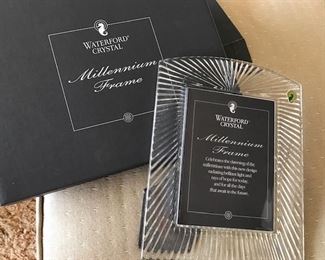 WATERFORD®
CRYSTAL
Millennium
Frame
WATERFORD®
CRYSTAL
Millennium
Frame
Celebrates the dawning of the
millennium with this new design
radiating brilliant light and
rays of hope for today
and for all the days
that await in the future.